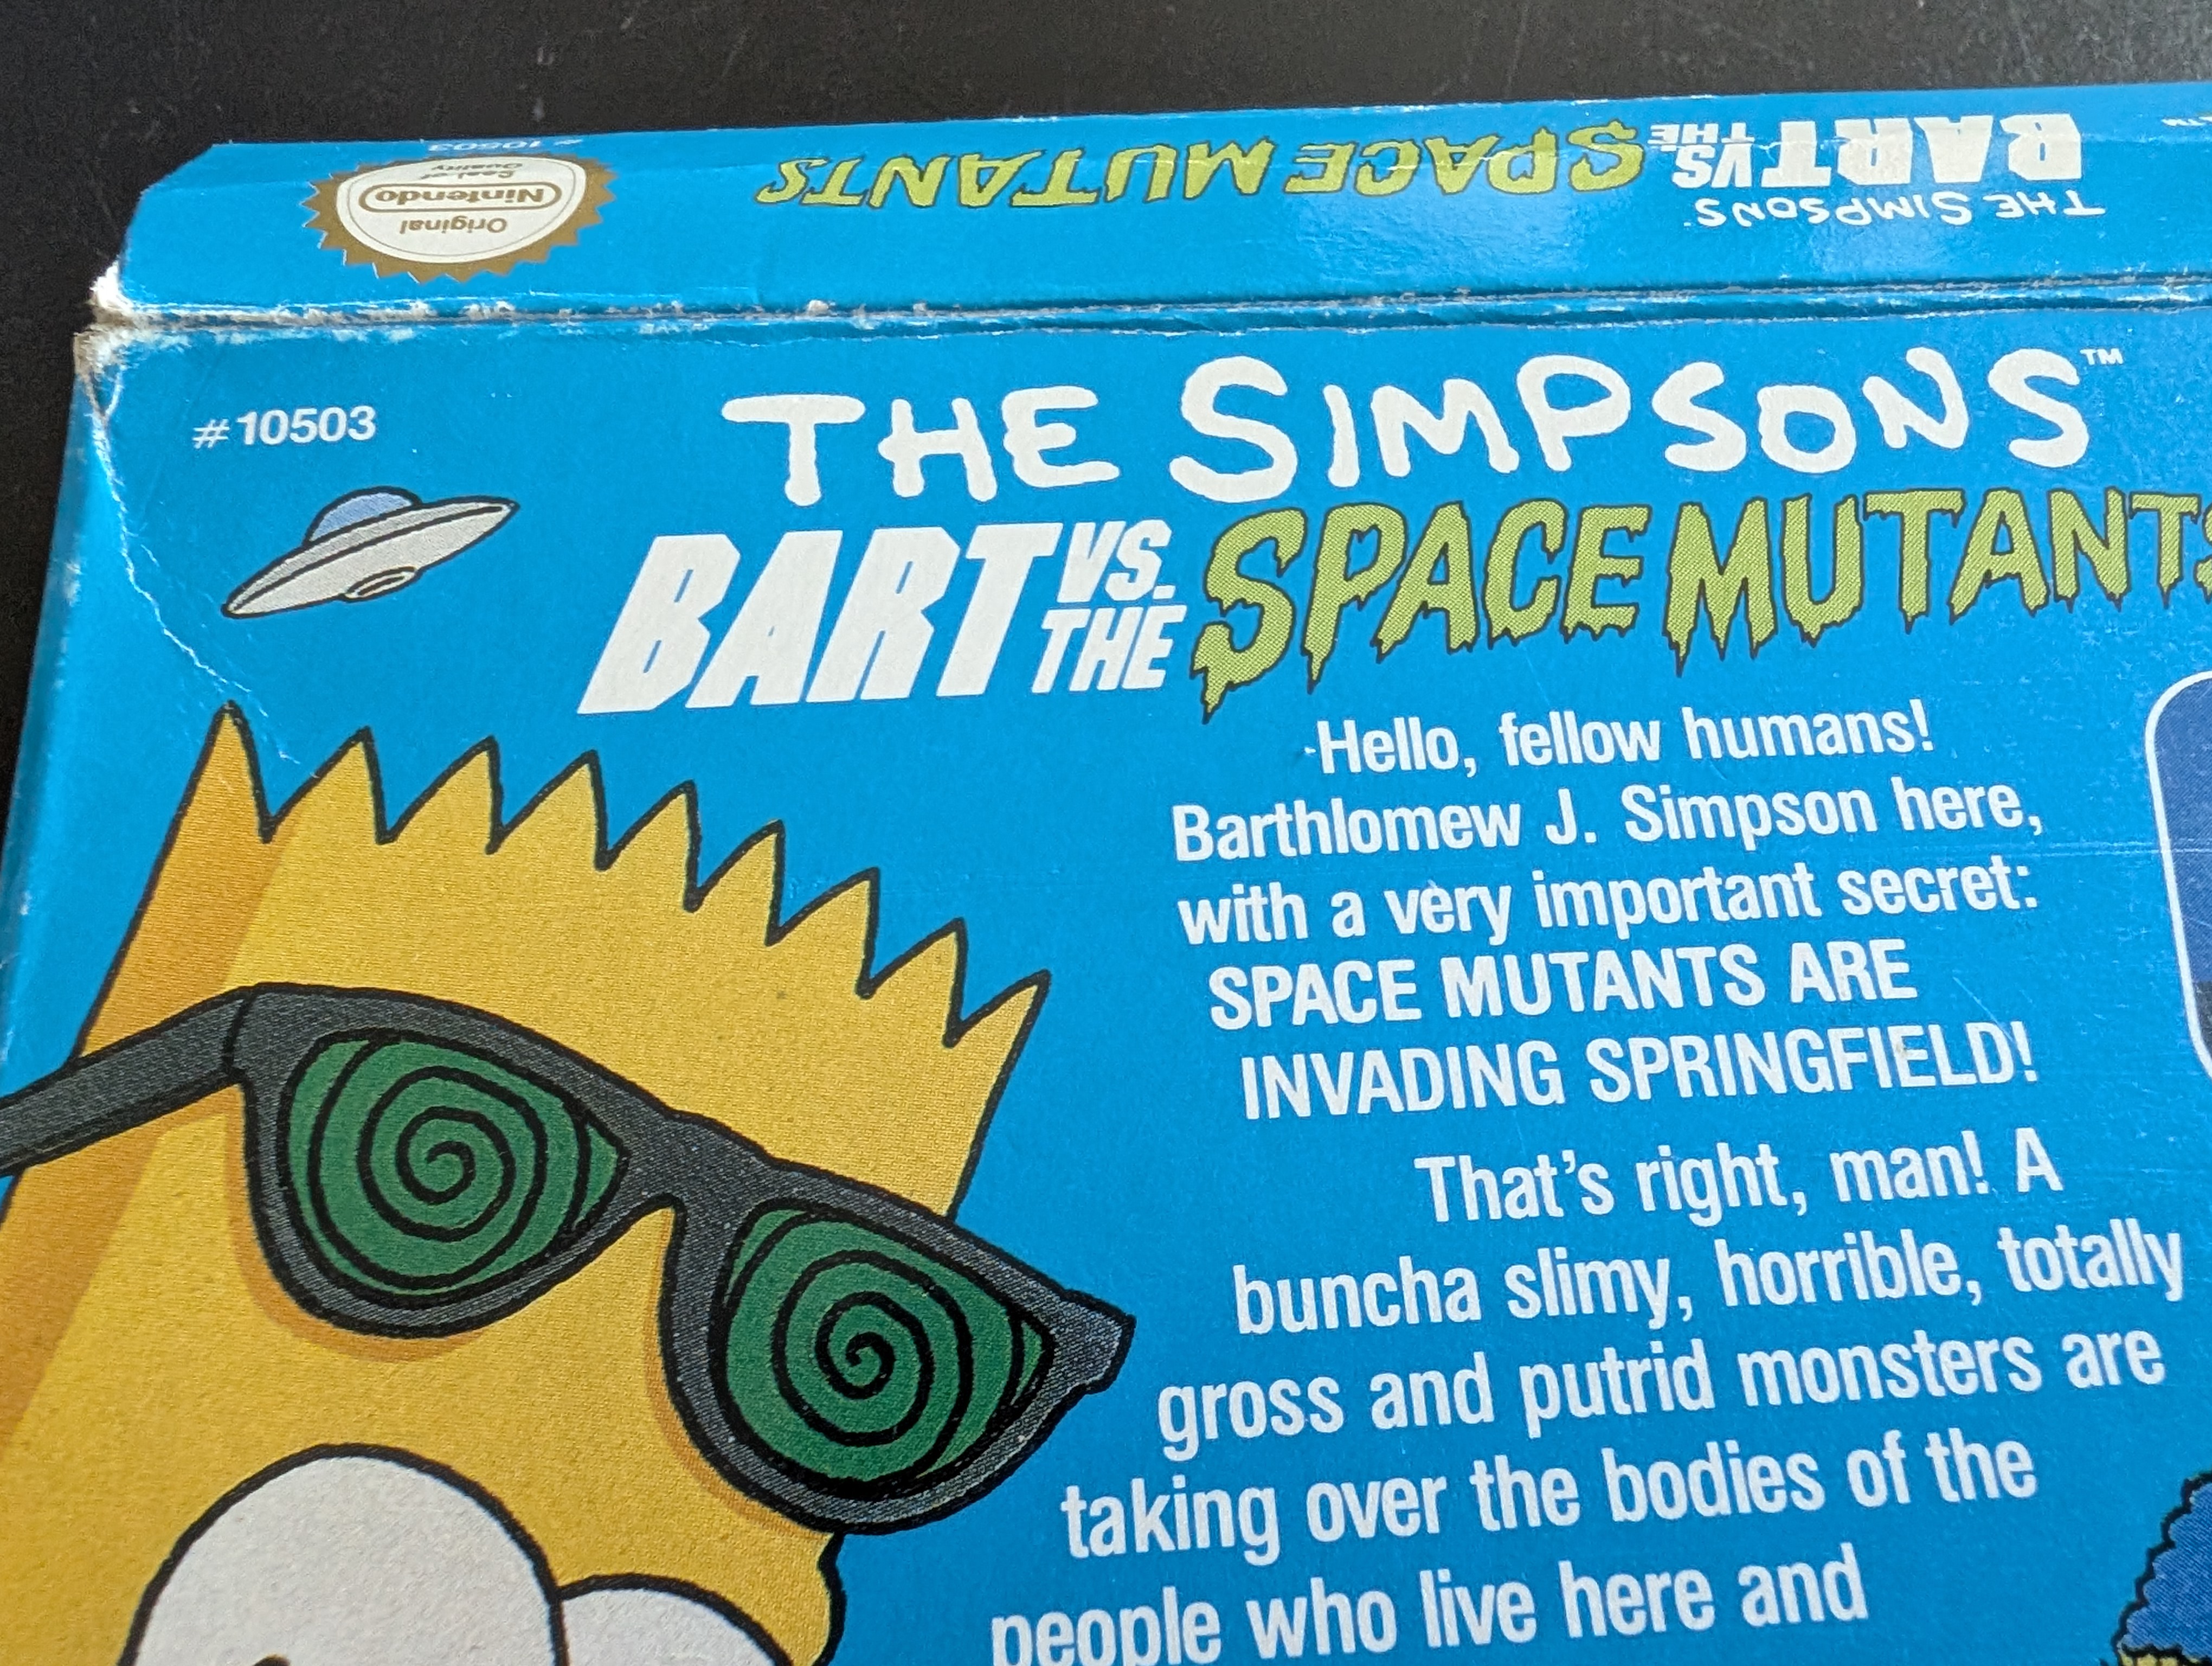 THE SIMPSONS
BART VS. THE SPACE MUTANTS
Original
Nintendo
Seal of
Quality
# 10503
#10503
THE SIMPSONS™
BART VS. THE SPACE MUTANTS
Hello, fellow humans!
Barthlomew J. Simpson here,
with a very important secret:
SPACE MUTANTS ARE
INVADING SPRINGFIELD!
That's right, man! A
buncha slimy, horrible, totally
gross and putrid monsters are
taking over the bodies of the
people who live here and